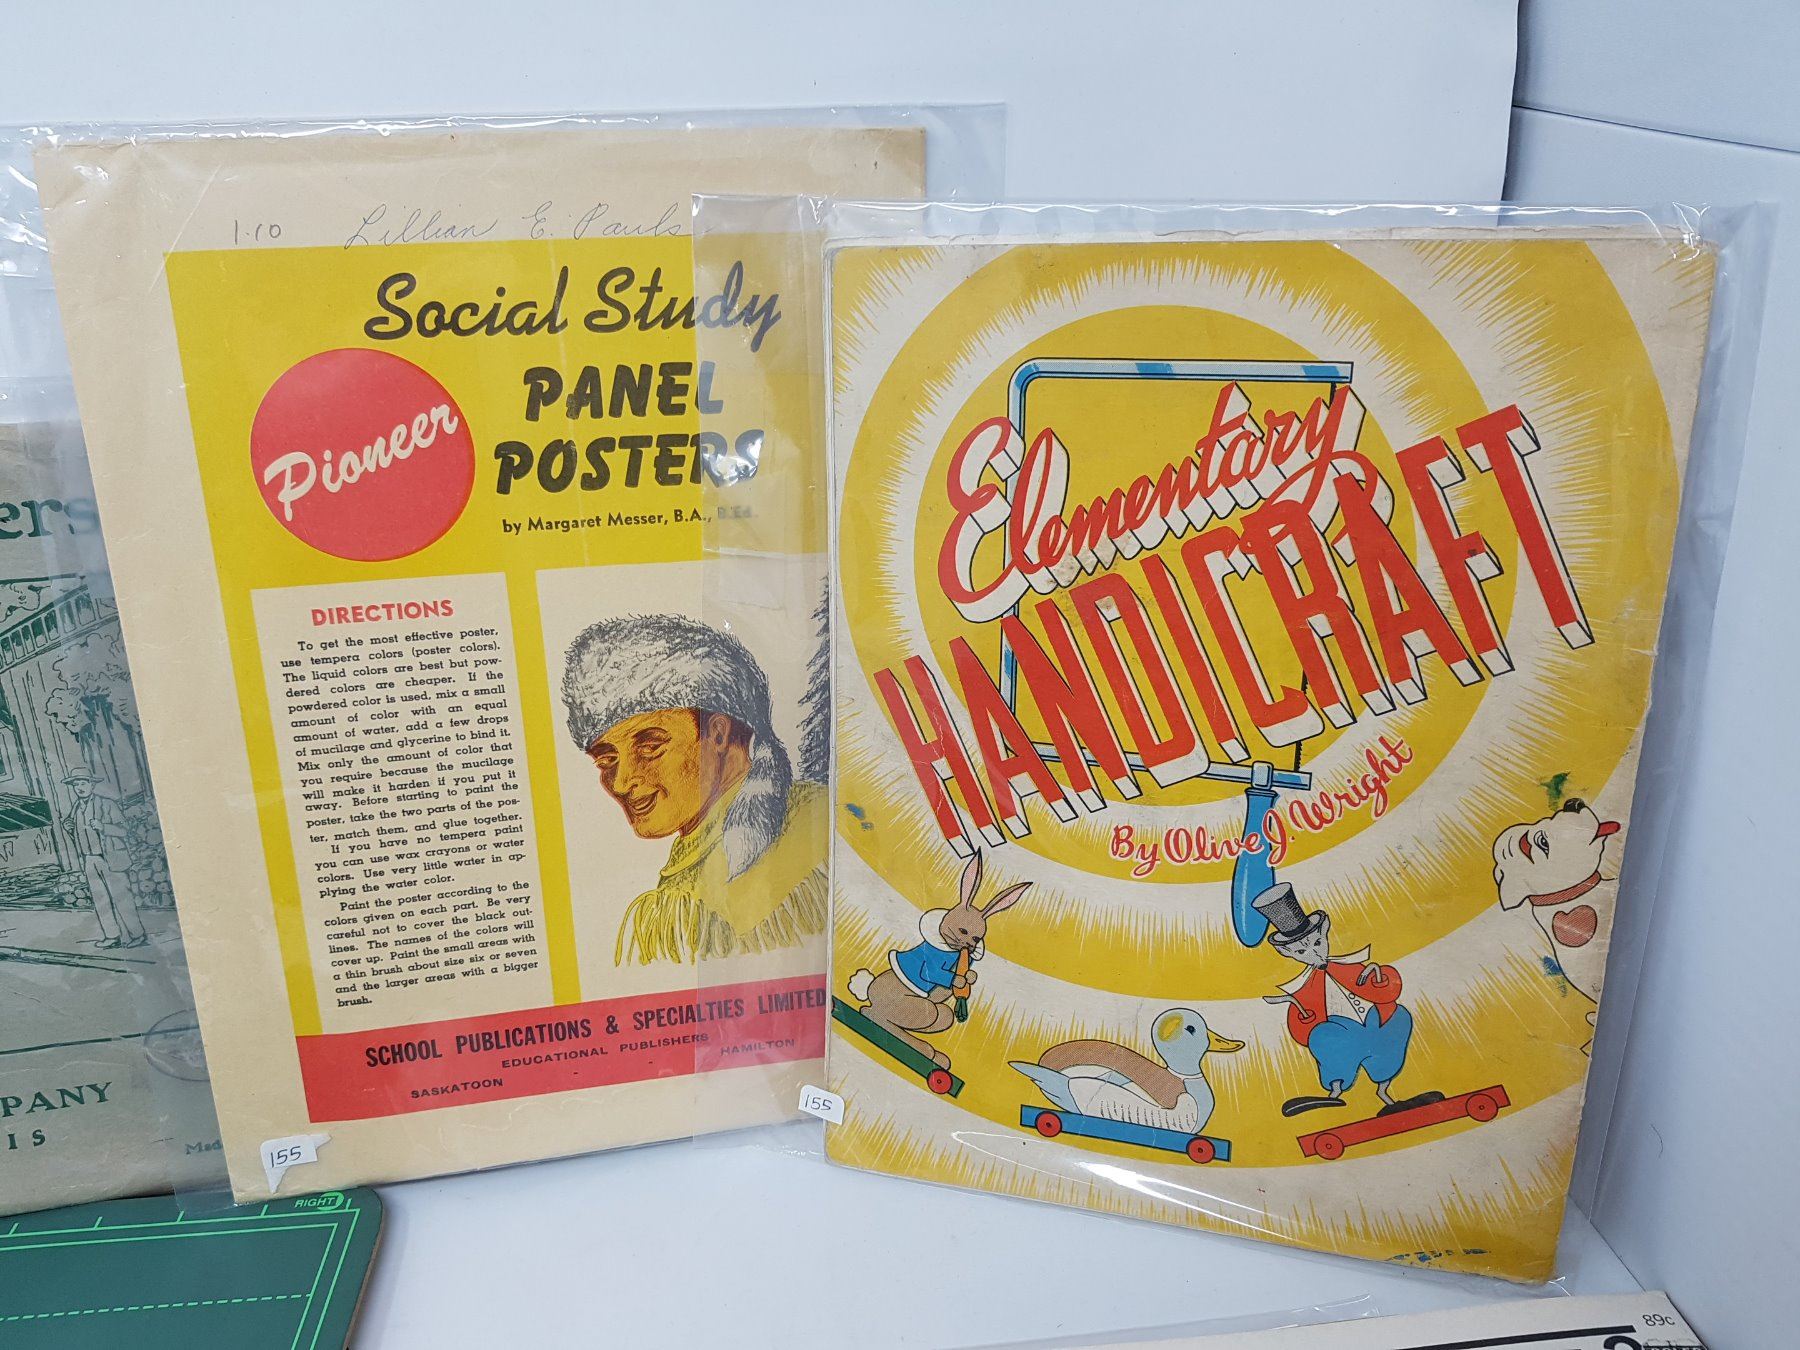 1.10 Lillian E. Pauls
Social Study
PANEL
POSTERS
Pioneer
by Margaret Messer, B.A., B.Ed.
DIRECTIONS
To get the most effective poster,
use tempera colors (poster colors).
The liquid colors are best but pow-
dered colors are cheaper. If the
powdered color is used, mix a small
amount of color with an equal
amount of water, add a few drops
of mucilage and glycerine to bind it.
Mix only the amount of color that
you require because the mucilage
will make it harden if you put it
away. Before starting to paint the
poster, take the two parts of the pos-
ter, match them, and glue together.
If you have no tempera paint
you can use wax crayons or water
colors. Use very little water in ap-
plying the water color.
Paint the poster according to the
colors given on each part. Be very
careful not to cover the black out-
lines. The names of the colors will
cover up. Paint the small areas with
a thin brush about size six or seven
and the larger areas with a bigger
brush.
SCHOOL PUBLICATIONS & SPECIALTIES LIMITED
EDUCATIONAL PUBLISHERS
SASKATOON - - HAMILTON
155
Elementary
HANDICRAFT
By Olive J. Wright
155
ers
PANY
IS
Mad
RIGHT
89c